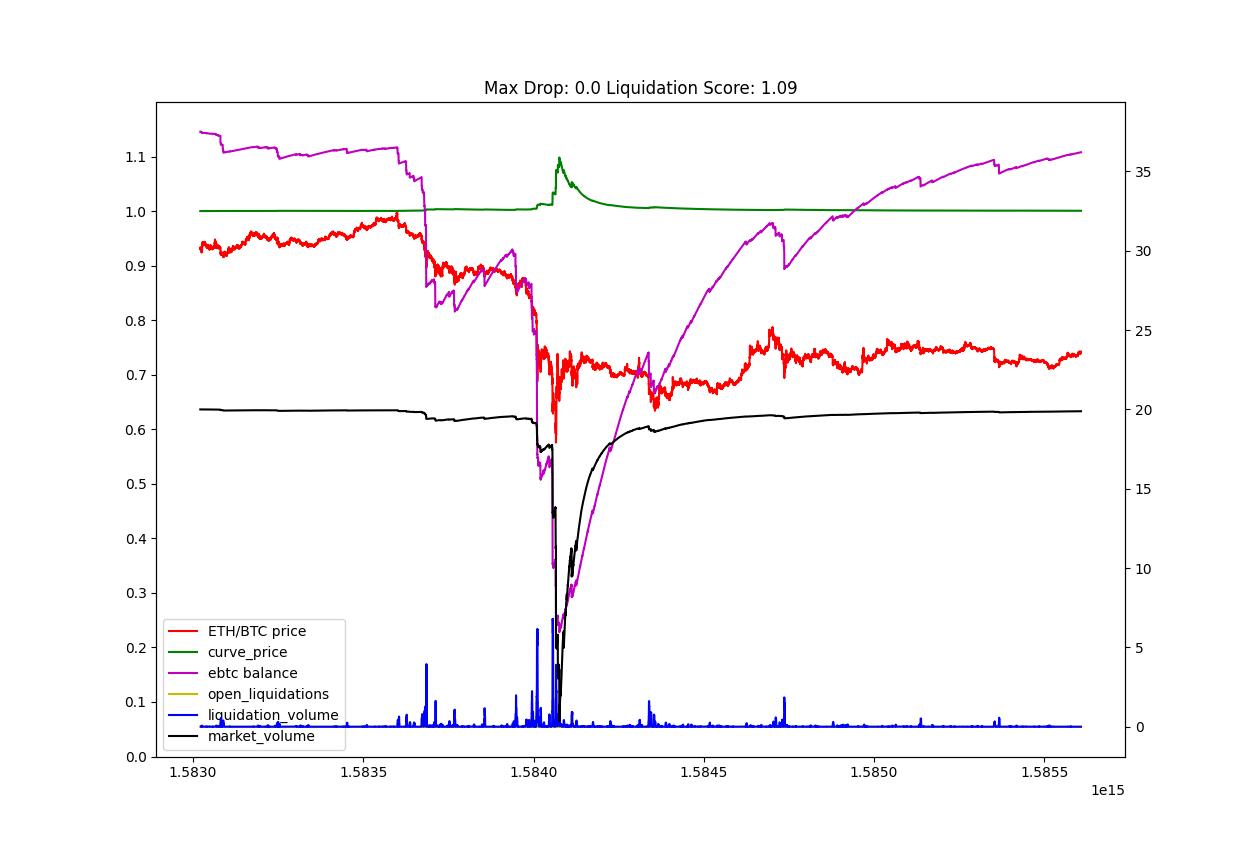 Max Drop: 0.0 Liquidation Score: 1.09
1.1
1.0
0.9
0.8
0.7
0.6
0.5
0.4
0.3
0.2
0.1
0.0
35
30
25
20
15
10
5
0
ETH/BTC price
curve_price
ebtc balance
open_liquidations
liquidation_volume
market_volume
1.5830 1.5835 1.5840 1.5845 1.5850 1.5855
1e15